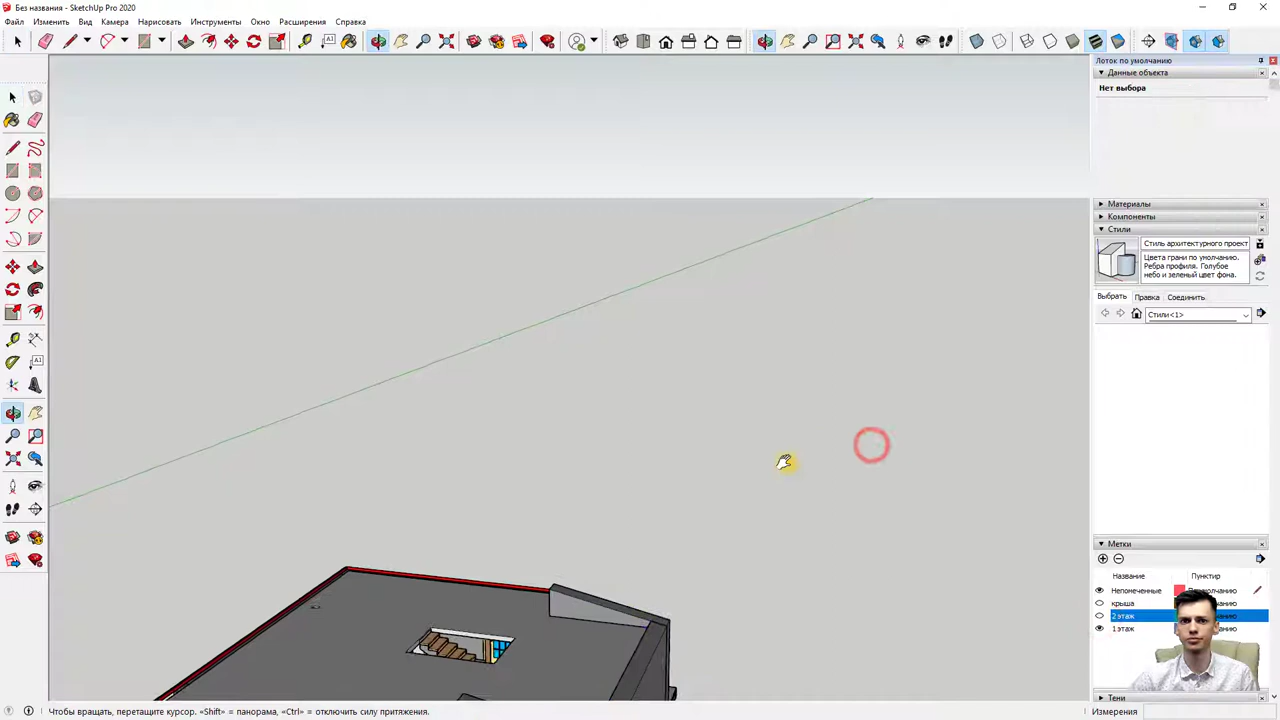 Без названия - SketchUp Pro 2020
Файл Изменить Вид Камера Нарисовать Инструменты Окно Расширения Справка
Лоток по умолчанию
Данные объекта
Нет выбора
Материалы
Компоненты
Стили
Стиль архитектурного проект
Цвета грани по умолчанию.
Ребра профиля. Голубое
небо и зеленый цвет фона.
Выбрать Правка Соединить
Стили<1>
Метки
Название Пунктир
Непомеченные
крыша
2 этаж
1 этаж
Тени
Чтобы вращать, перетащите курсор. «Shift» = панорама, «Ctrl» = отключить силу притяжения.
Измерения